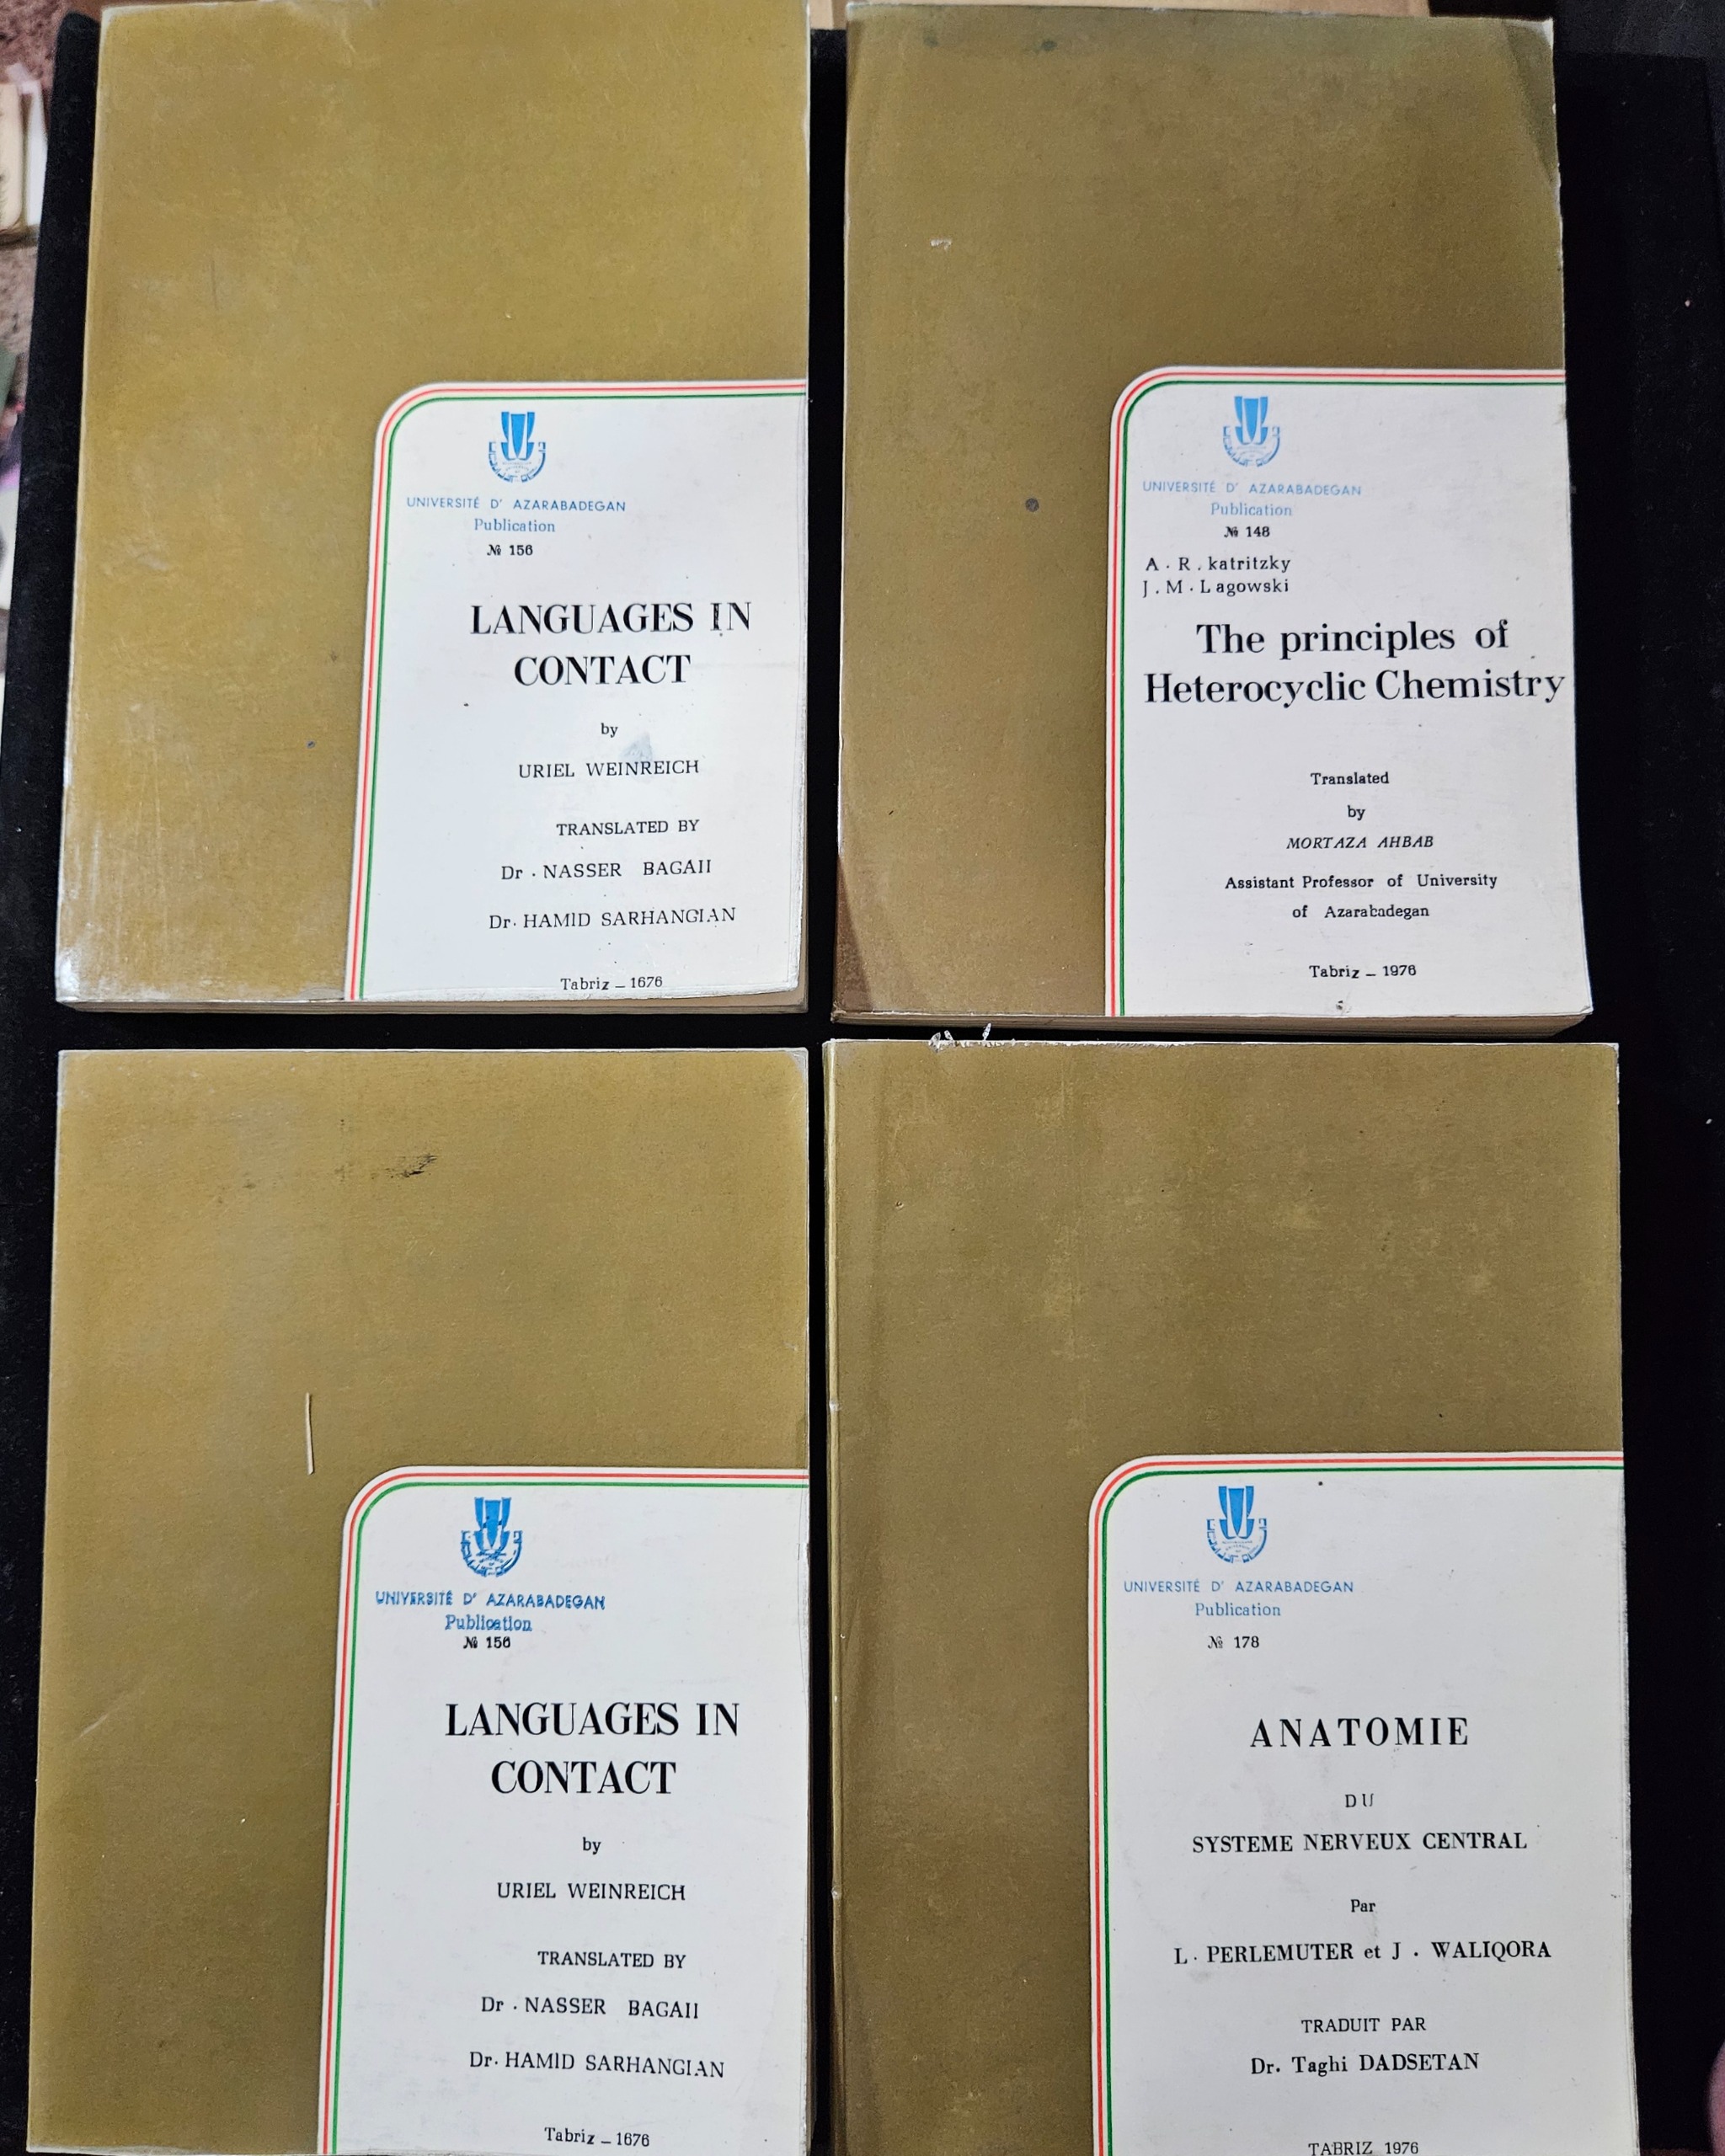 UNIVERSITÉ D' AZARABADEGAN
Publication
№ 156
LANGUAGES IN
CONTACT
by
URIEL WEINREICH
TRANSLATED BY
Dr . NASSER BAGAII
Dr. HAMID SARHANGIAN
Tabriz _ 1676
UNIVERSITÉ D' AZARABADEGAN
Publication
№ 148
A . R . katritzky
J . M . Lagowski
The principles of
Heterocyclic Chemistry
Translated
by
MORTAZA AHBAB
Assistant Professor of University
of Azarabadegan
Tabriz _ 1976
UNIVERSITÉ D' AZARABADEGAN
Publication
№ 156
LANGUAGES IN
CONTACT
by
URIEL WEINREICH
TRANSLATED BY
Dr . NASSER BAGAII
Dr. HAMID SARHANGIAN
Tabriz _ 1676
UNIVERSITÉ D' AZARABADEGAN
Publication
№ 178
ANATOMIE
DU
SYSTEME NERVEUX CENTRAL
Par
L . PERLEMUTER et J . WALIQORA
TRADUIT PAR
Dr. Taghi DADSETAN
TABRIZ 1976